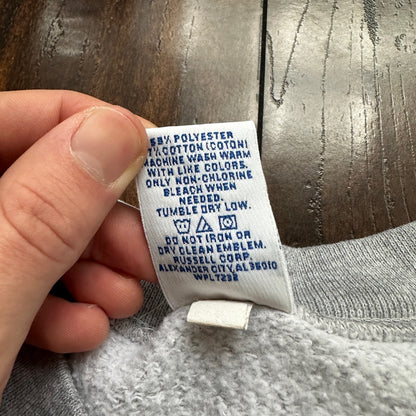 % POLYESTER
% COTTON (COTON)
MACHINE WASH WARM
WITH LIKE COLORS.
ONLY NON-CHLORINE
BLEACH WHEN
NEEDED.
TUMBLE DRY LOW.
DO NOT IRON OR
DRY CLEAN EMBLEM.
RUSSELL CORP.
ALEXANDER CITY, AL 35010
WPL7232